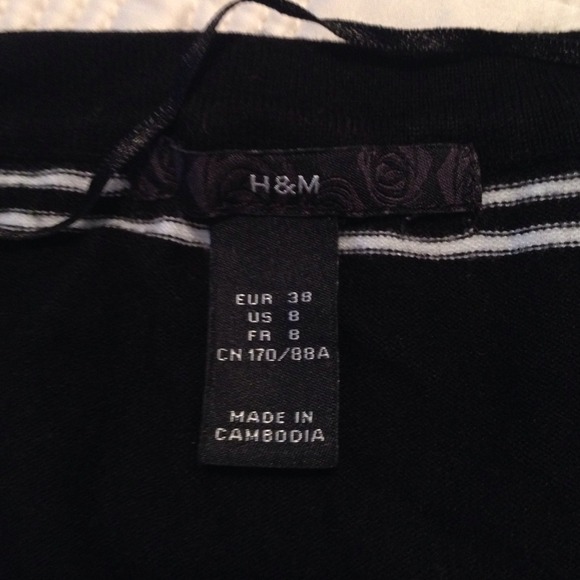 H&M
EUR 38
US 8
FR 8
CN 170/88A
MADE IN
CAMBODIA